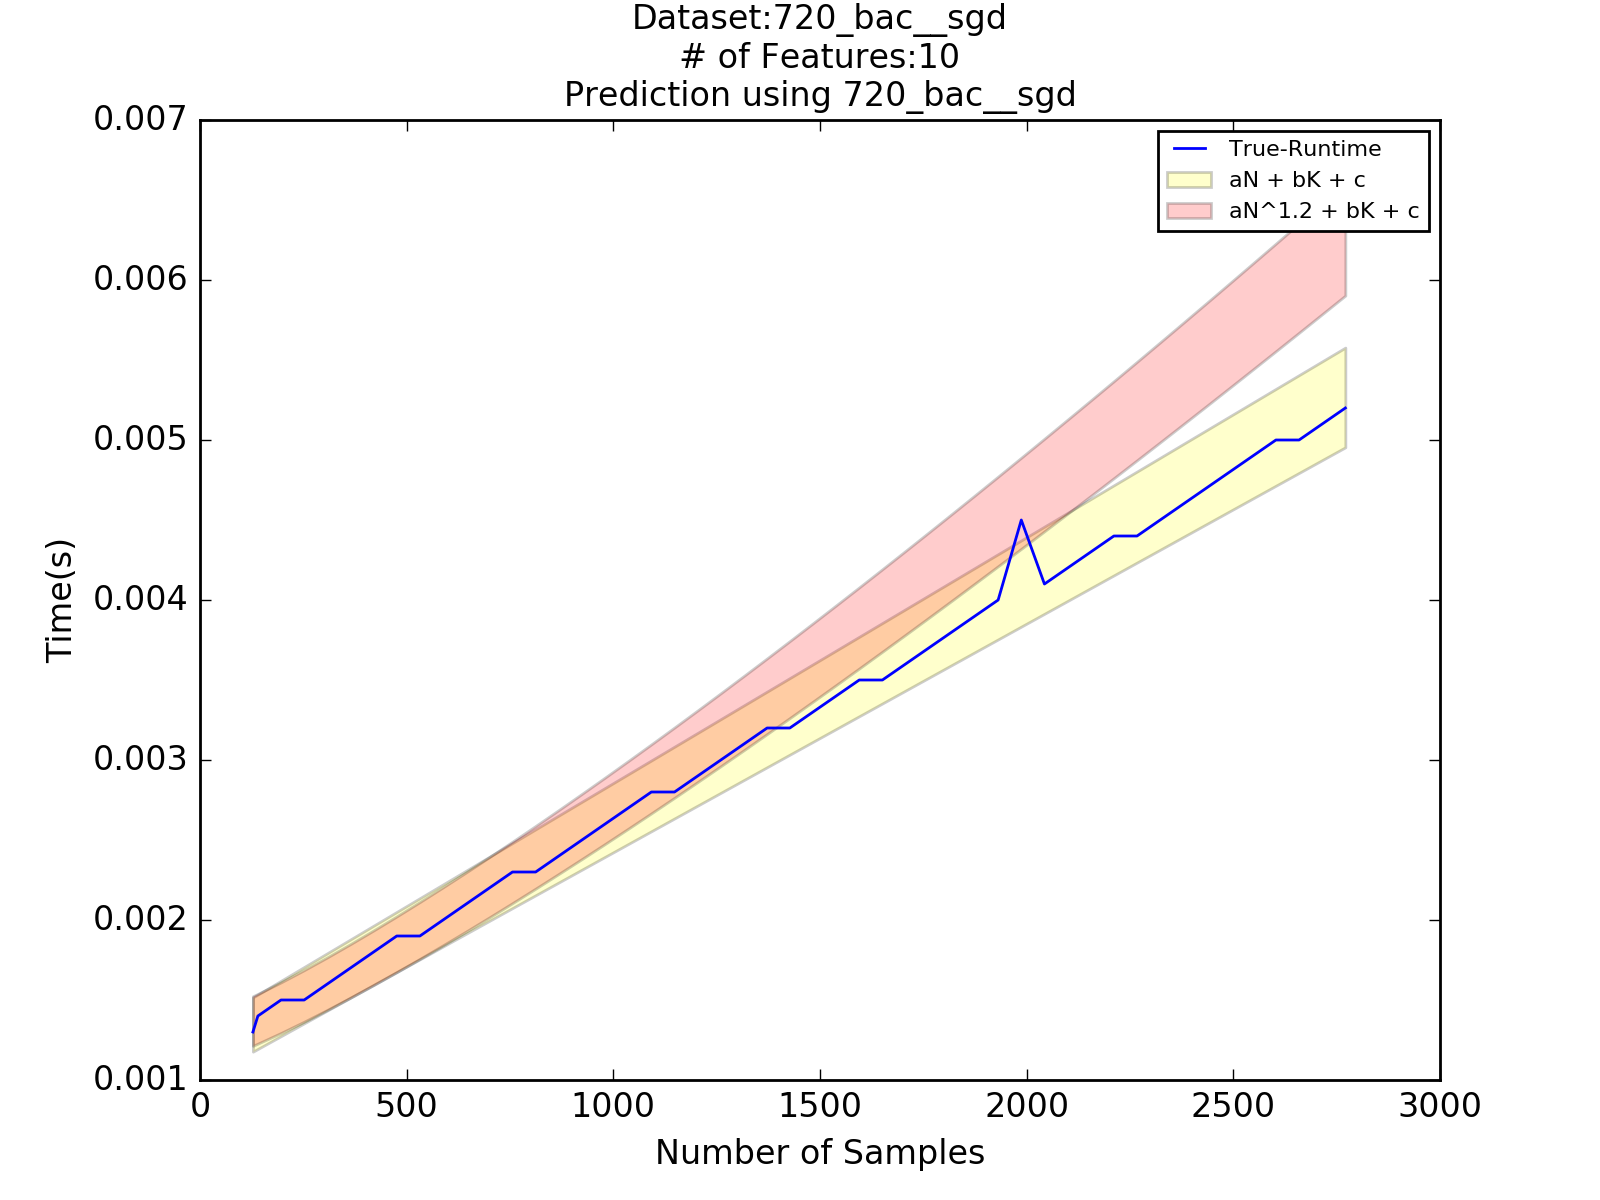 Dataset:720_bac__sgd
# of Features:10
Prediction using 720_bac__sgd
True-Runtime
aN + bK + c
aN^1.2 + bK + c
0.007
0.006
0.005
0.004
0.003
0.002
0.001
Time(s)
0 500 1000 1500 2000 2500 3000
Number of Samples